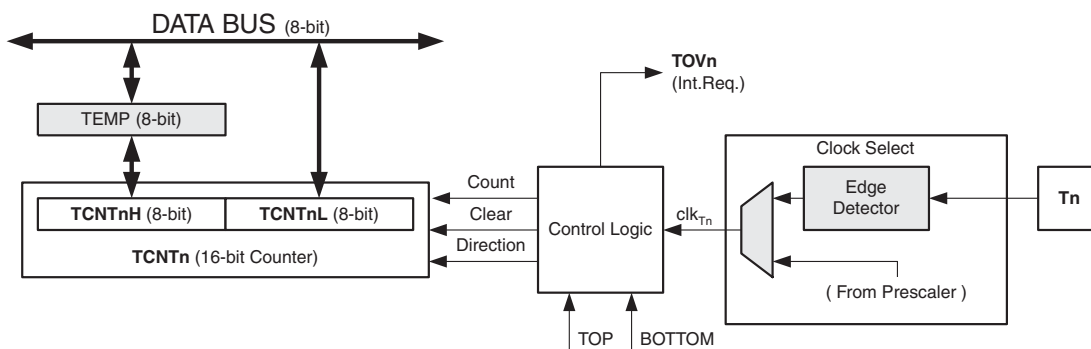 DATA BUS (8-bit)
TOVn
(Int.Req.)
TEMP (8-bit)
Clock Select
Count
Edge
Detector
Tn
TCNTnH (8-bit)
TCNTnL (8-bit)
Clear
Control Logic
clkTn
Direction
TCNTn (16-bit Counter)
( From Prescaler )
TOP
BOTTOM